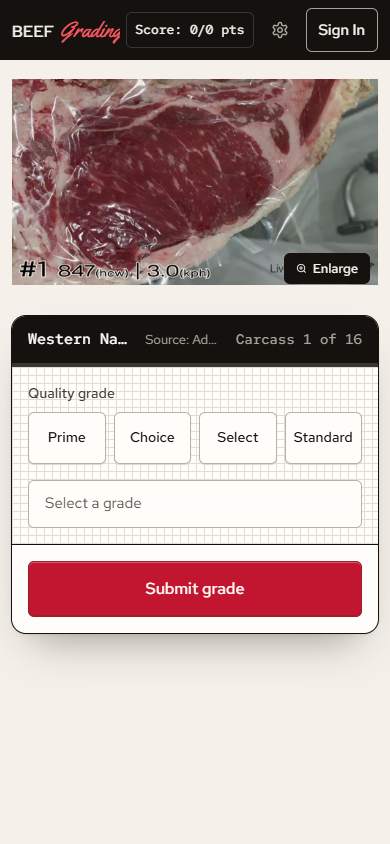 BEEF Grading
Score: 0/0 pts
Sign In
#1 847(hcw) | 3.0(kph)
Enlarge
Western Na…
Source: Ad…
Carcass 1 of 16
Quality grade
Prime
Choice
Select
Standard
Select a grade
Submit grade